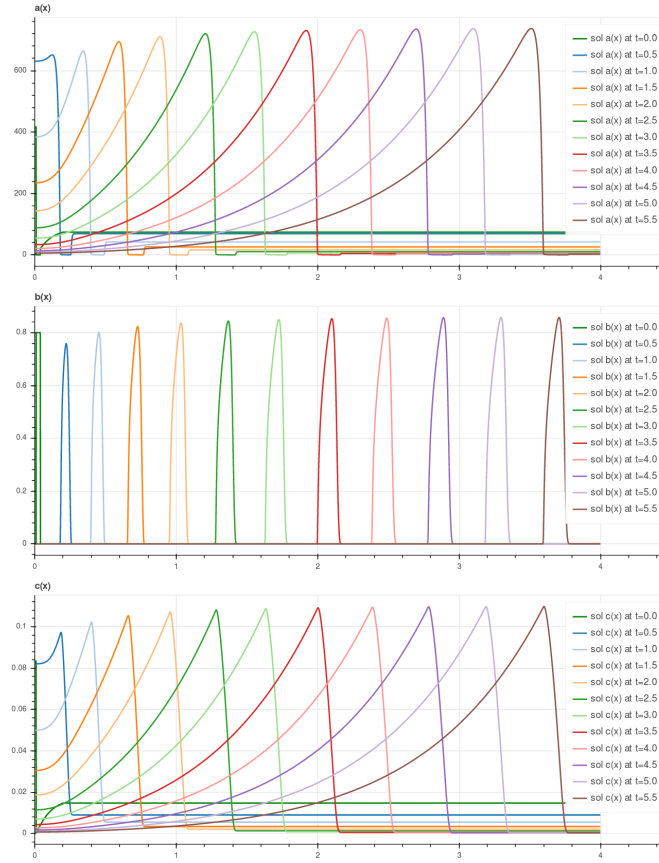 a(x)
600
400
200
0
sol a(x) at t=0.0
sol a(x) at t=0.5
sol a(x) at t=1.0
sol a(x) at t=1.5
sol a(x) at t=2.0
sol a(x) at t=2.5
sol a(x) at t=3.0
sol a(x) at t=3.5
sol a(x) at t=4.0
sol a(x) at t=4.5
sol a(x) at t=5.0
sol a(x) at t=5.5
0 1 2 3 4
b(x)
0.8
0.6
0.4
0.2
0
sol b(x) at t=0.0
sol b(x) at t=0.5
sol b(x) at t=1.0
sol b(x) at t=1.5
sol b(x) at t=2.0
sol b(x) at t=2.5
sol b(x) at t=3.0
sol b(x) at t=3.5
sol b(x) at t=4.0
sol b(x) at t=4.5
sol b(x) at t=5.0
sol b(x) at t=5.5
0 1 2 3 4
c(x)
0.1
0.08
0.06
0.04
0.02
0
sol c(x) at t=0.0
sol c(x) at t=0.5
sol c(x) at t=1.0
sol c(x) at t=1.5
sol c(x) at t=2.0
sol c(x) at t=2.5
sol c(x) at t=3.0
sol c(x) at t=3.5
sol c(x) at t=4.0
sol c(x) at t=4.5
sol c(x) at t=5.0
sol c(x) at t=5.5
0 1 2 3 4